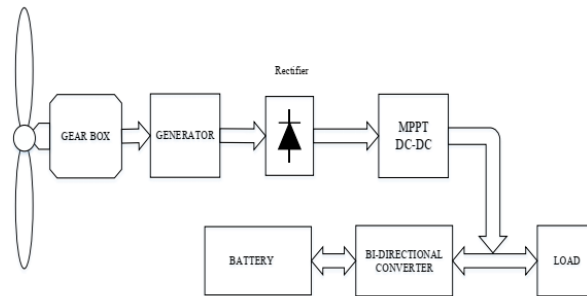 Rectifier
GEAR BOX
GENERATOR
MPPT
DC-DC
BATTERY
BI-DIRECTIONAL
CONVERTER
LOAD